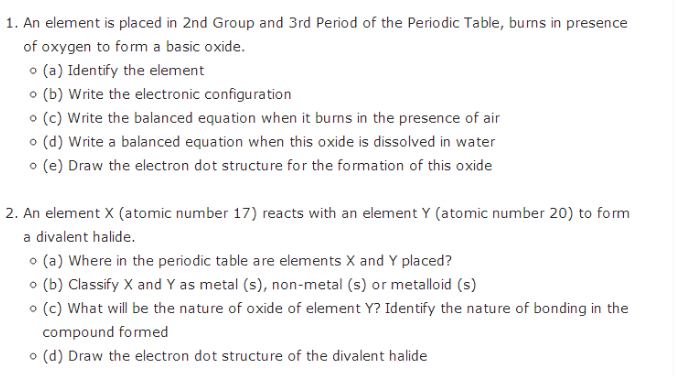 1. An element is placed in 2nd Group and 3rd Period of the Periodic Table, burns in presence
of oxygen to form a basic oxide.
○ (a) Identify the element
○ (b) Write the electronic configuration
○ (c) Write the balanced equation when it burns in the presence of air
○ (d) Write a balanced equation when this oxide is dissolved in water
○ (e) Draw the electron dot structure for the formation of this oxide
2. An element X (atomic number 17) reacts with an element Y (atomic number 20) to form
a divalent halide.
○ (a) Where in the periodic table are elements X and Y placed?
○ (b) Classify X and Y as metal (s), non-metal (s) or metalloid (s)
○ (c) What will be the nature of oxide of element Y? Identify the nature of bonding in the
compound formed
○ (d) Draw the electron dot structure of the divalent halide